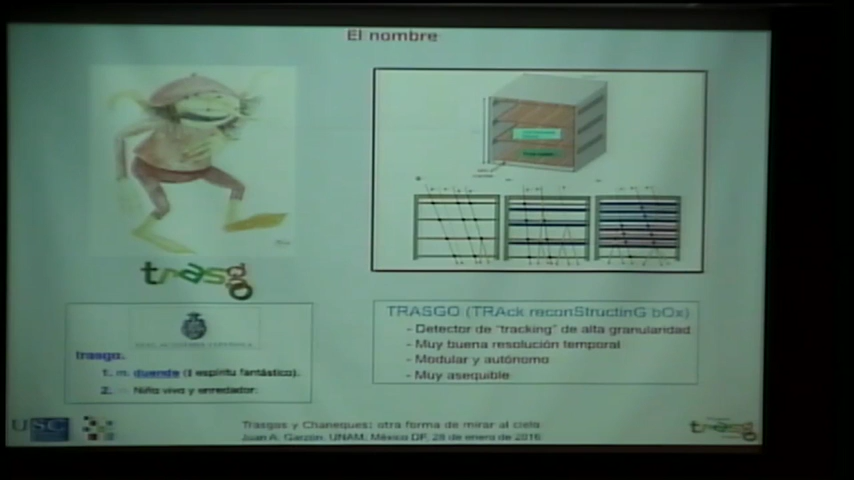 El nombre
trasgo
TRASGO (TRAck reconStructinG bOx)
- Detector de "tracking" de alta granularidad
- Muy buena resolución temporal
- Modular y autónomo
- Muy asequible
trasgo.
1. m. duende (ǁ espíritu fantástico).
2. Niño vivo y enredador.
USC
Trasgos y Chaneques: otra forma de mirar al cielo
Juan A. Garzón. UNAM, México DF, 28 de enero de 2016
trasgo